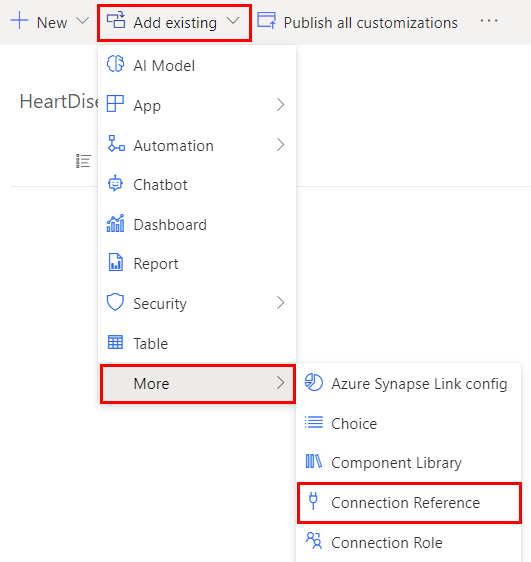 New Add existing Publish all customizations ···
AI Model
HeartDise
App
Automation
Chatbot
Dashboard
Report
Security
Table
More
Azure Synapse Link config
Choice
Component Library
Connection Reference
Connection Role